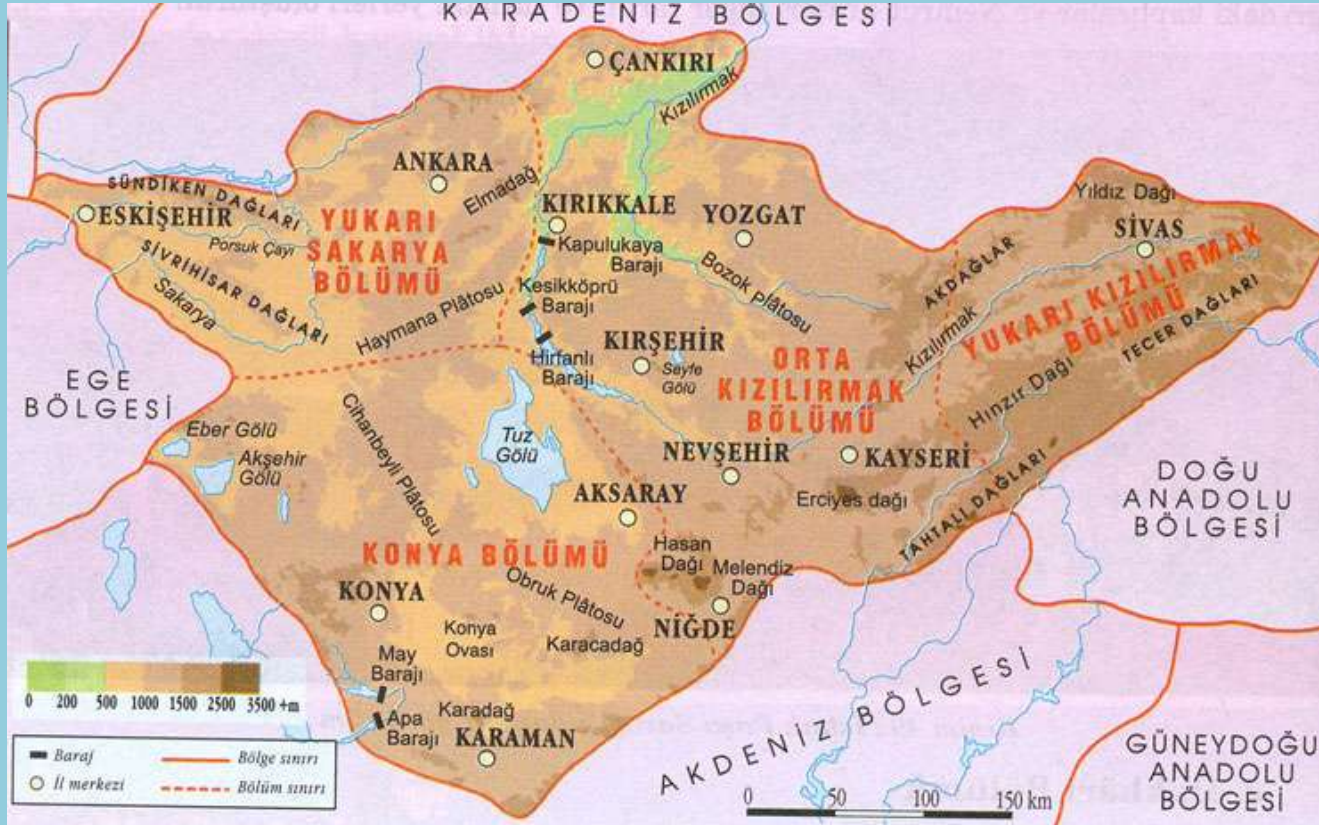 KARADENİZ BÖLGESİ
ÇANKIRI
Kızılırmak
ANKARA
Elmadağ
SÜNDİKEN DAĞLARI
ESKİŞEHİR
Porsuk Çayı
YUKARI
SAKARYA
BÖLÜMÜ
SİVRİHİSAR DAĞLARI
Sakarya
Haymana Plâtosu
KIRIKKALE
Kapulukaya
Barajı
Kesikköprü
Barajı
Hirfanlı
Barajı
YOZGAT
Bozok plâtosu
KIRŞEHİR
Seyfe
Gölü
ORTA
KIZILIRMAK
BÖLÜMÜ
AKDAĞLAR
Yıldız Dağı
SİVAS
Kızılırmak
YUKARI KIZILIRMAK
BÖLÜMÜ
TECER DAĞLARI
Hınzır Dağı
TAHTALI DAĞLARI
EGE
BÖLGESİ
Eber Gölü
Akşehir
Gölü
Cihanbeyli Plâtosu
Tuz
Gölü
NEVŞEHİR
KAYSERİ
Erciyes dağı
AKSARAY
Hasan
Dağı
Melendiz
Dağı
NİĞDE
KONYA BÖLÜMÜ
Obruk Plâtosu
KONYA
Konya
Ovası
Karacadağ
May
Barajı
Apa
Barajı
Karadağ
KARAMAN
DOĞU
ANADOLU
BÖLGESİ
AKDENİZ BÖLGESİ
GÜNEYDOĞU
ANADOLU
BÖLGESİ
0 200 500 1000 1500 2500 3500 +m
Baraj
Bölge sınırı
İl merkezi
Bölüm sınırı
0 50 100 150 km